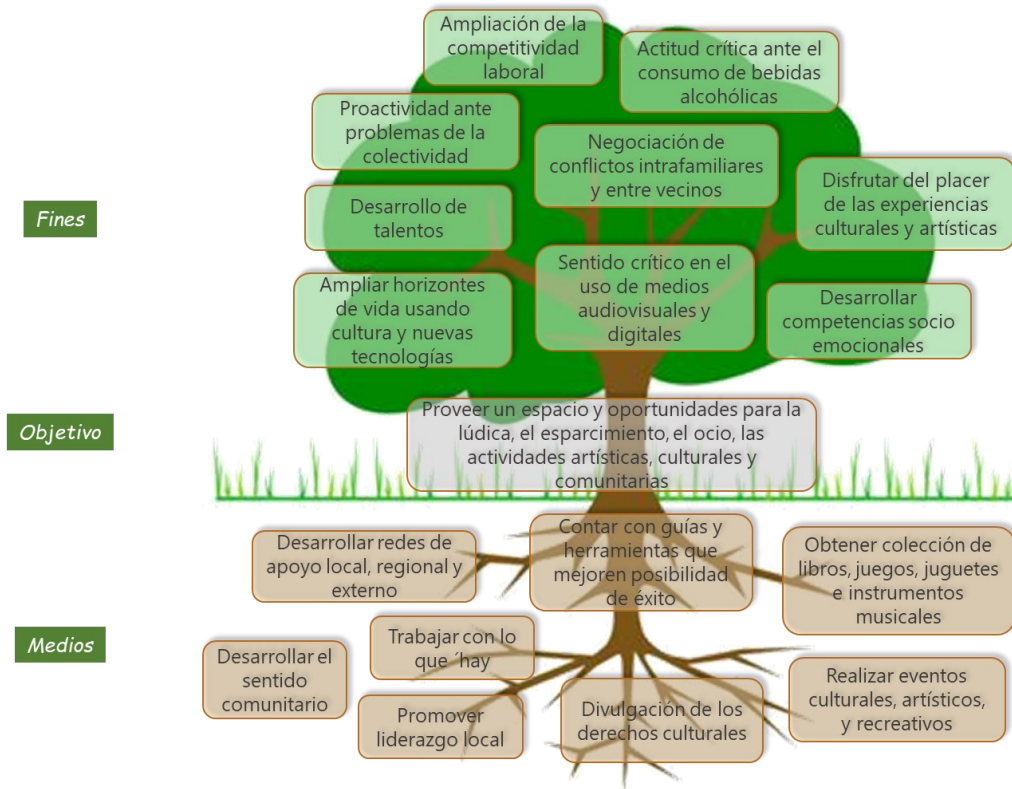 Ampliación de la
competitividad
laboral
Actitud crítica ante el
consumo de bebidas
alcohólicas
Proactividad ante
problemas de la
colectividad
Negociación de
conflictos intrafamiliares
y entre vecinos
Disfrutar del placer
de las experiencias
culturales y artísticas
Fines
Desarrollo de
talentos
Sentido crítico en el
uso de medios
audiovisuales y
digitales
Ampliar horizontes
de vida usando
cultura y nuevas
tecnologías
Desarrollar
competencias socio
emocionales
Objetivo
Proveer un espacio y oportunidades para la
lúdica, el esparcimiento, el ocio, las
actividades artísticas, culturales y
comunitarias
Desarrollar redes de
apoyo local, regional y
externo
Contar con guías y
herramientas que
mejoren posibilidad
de éxito
Obtener colección de
libros, juegos, juguetes
e instrumentos
musicales
Medios
Trabajar con lo
que ´hay
Desarrollar el
sentido
comunitario
Realizar eventos
culturales, artísticos,
y recreativos
Promover
liderazgo local
Divulgación de los
derechos culturales